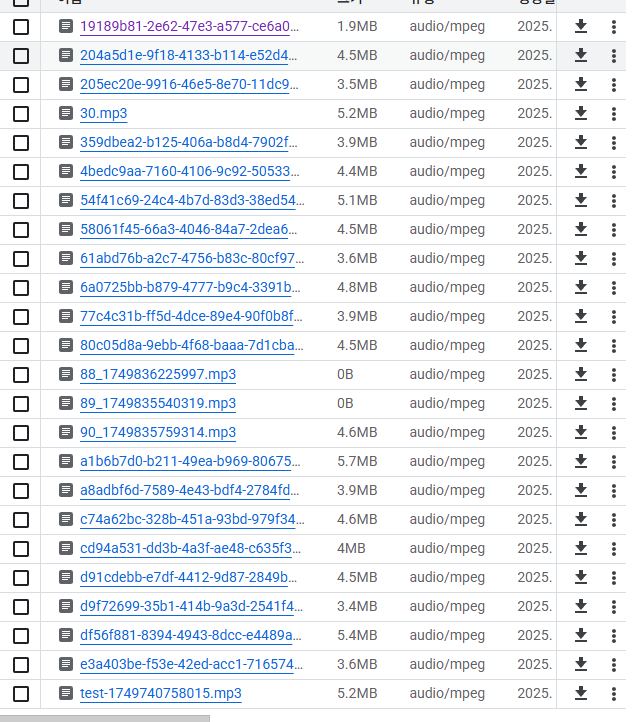 19189b81-2e62-47e3-a577-ce6a0... 1.9MB audio/mpeg 2025.
204a5d1e-9f18-4133-b114-e52d4... 4.5MB audio/mpeg 2025.
205ec20e-9916-46e5-8e70-11dc9... 3.5MB audio/mpeg 2025.
30.mp3 5.2MB audio/mpeg 2025.
359dbea2-b125-406a-b8d4-7902f... 3.9MB audio/mpeg 2025.
4bedc9aa-7160-4106-9c92-50533... 4.4MB audio/mpeg 2025.
54f41c69-24c4-4b7d-83d3-38ed54... 5.1MB audio/mpeg 2025.
58061f45-66a3-4046-84a7-2dea6... 4.5MB audio/mpeg 2025.
61abd76b-a2c7-4756-b83c-80cf97... 3.6MB audio/mpeg 2025.
6a0725bb-b879-4777-b9c4-3391b... 4.8MB audio/mpeg 2025.
77c4c31b-ff5d-4dce-89e4-90f0b8f... 3.9MB audio/mpeg 2025.
80c05d8a-9ebb-4f68-baaa-7d1cba... 4.5MB audio/mpeg 2025.
88_1749836225997.mp3 0B audio/mpeg 2025.
89_1749835540319.mp3 0B audio/mpeg 2025.
90_1749835759314.mp3 4.6MB audio/mpeg 2025.
a1b6b7d0-b211-49ea-b969-80675... 5.7MB audio/mpeg 2025.
a8adbf6d-7589-4e43-bdf4-2784fd... 3.9MB audio/mpeg 2025.
c74a62bc-328b-451a-93bd-979f34... 4.6MB audio/mpeg 2025.
cd94a531-dd3b-4a3f-ae48-c635f3... 4MB audio/mpeg 2025.
d91cdebb-e7df-4412-9d87-2849b... 4.5MB audio/mpeg 2025.
d9f72699-35b1-414b-9a3d-2541f4... 3.4MB audio/mpeg 2025.
df56f881-8394-4943-8dcc-e4489a... 5.4MB audio/mpeg 2025.
e3a403be-f53e-42ed-acc1-716574... 3.6MB audio/mpeg 2025.
test-1749740758015.mp3 5.2MB audio/mpeg 2025.